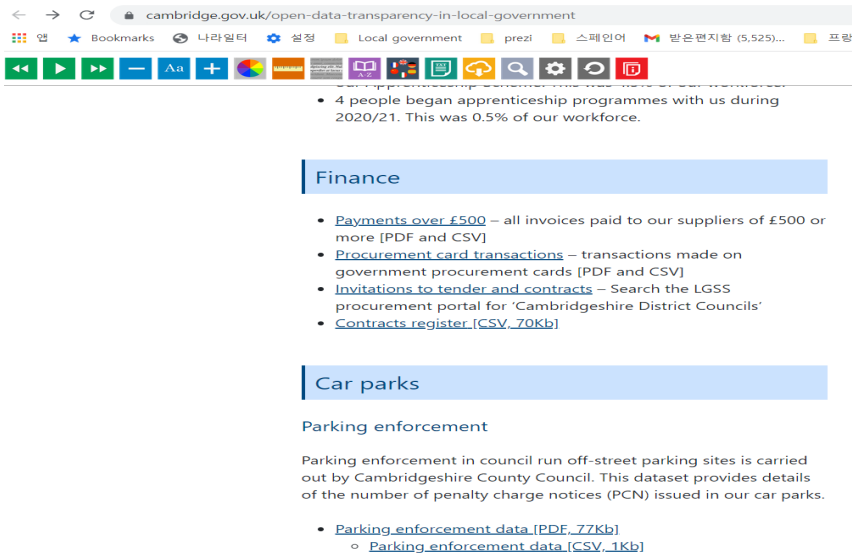 cambridge.gov.uk/open-data-transparency-in-local-government
앱 Bookmarks 나라일터 설정 Local government prezi 스페인어 받은편지함 (5,525)... 프랑
Aa A-Z
• 4 people began apprenticeship programmes with us during
2020/21. This was 0.5% of our workforce.
Finance
• Payments over £500 – all invoices paid to our suppliers of £500 or
more [PDF and CSV]
• Procurement card transactions – transactions made on
government procurement cards [PDF and CSV]
• Invitations to tender and contracts – Search the LGSS
procurement portal for ‘Cambridgeshire District Councils’
• Contracts register [CSV, 70Kb]
Car parks
Parking enforcement
Parking enforcement in council run off-street parking sites is carried
out by Cambridgeshire County Council. This dataset provides details
of the number of penalty charge notices (PCN) issued in our car parks.
• Parking enforcement data [PDF, 77Kb]
◦ Parking enforcement data [CSV, 1Kb]